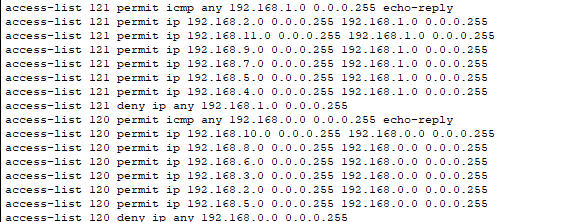 access-list 121 permit icmp any 192.168.1.0 0.0.0.255 echo-reply
access-list 121 permit ip 192.168.2.0 0.0.0.255 192.168.1.0 0.0.0.255
access-list 121 permit ip 192.168.11.0 0.0.0.255 192.168.1.0 0.0.0.255
access-list 121 permit ip 192.168.9.0 0.0.0.255 192.168.1.0 0.0.0.255
access-list 121 permit ip 192.168.7.0 0.0.0.255 192.168.1.0 0.0.0.255
access-list 121 permit ip 192.168.5.0 0.0.0.255 192.168.1.0 0.0.0.255
access-list 121 permit ip 192.168.4.0 0.0.0.255 192.168.1.0 0.0.0.255
access-list 121 deny ip any 192.168.1.0 0.0.0.255
access-list 120 permit icmp any 192.168.0.0 0.0.0.255 echo-reply
access-list 120 permit ip 192.168.10.0 0.0.0.255 192.168.0.0 0.0.0.255
access-list 120 permit ip 192.168.8.0 0.0.0.255 192.168.0.0 0.0.0.255
access-list 120 permit ip 192.168.6.0 0.0.0.255 192.168.0.0 0.0.0.255
access-list 120 permit ip 192.168.3.0 0.0.0.255 192.168.0.0 0.0.0.255
access-list 120 permit ip 192.168.2.0 0.0.0.255 192.168.0.0 0.0.0.255
access-list 120 permit ip 192.168.5.0 0.0.0.255 192.168.0.0 0.0.0.255
access-list 120 deny ip any 192.168.0.0 0.0.0.255